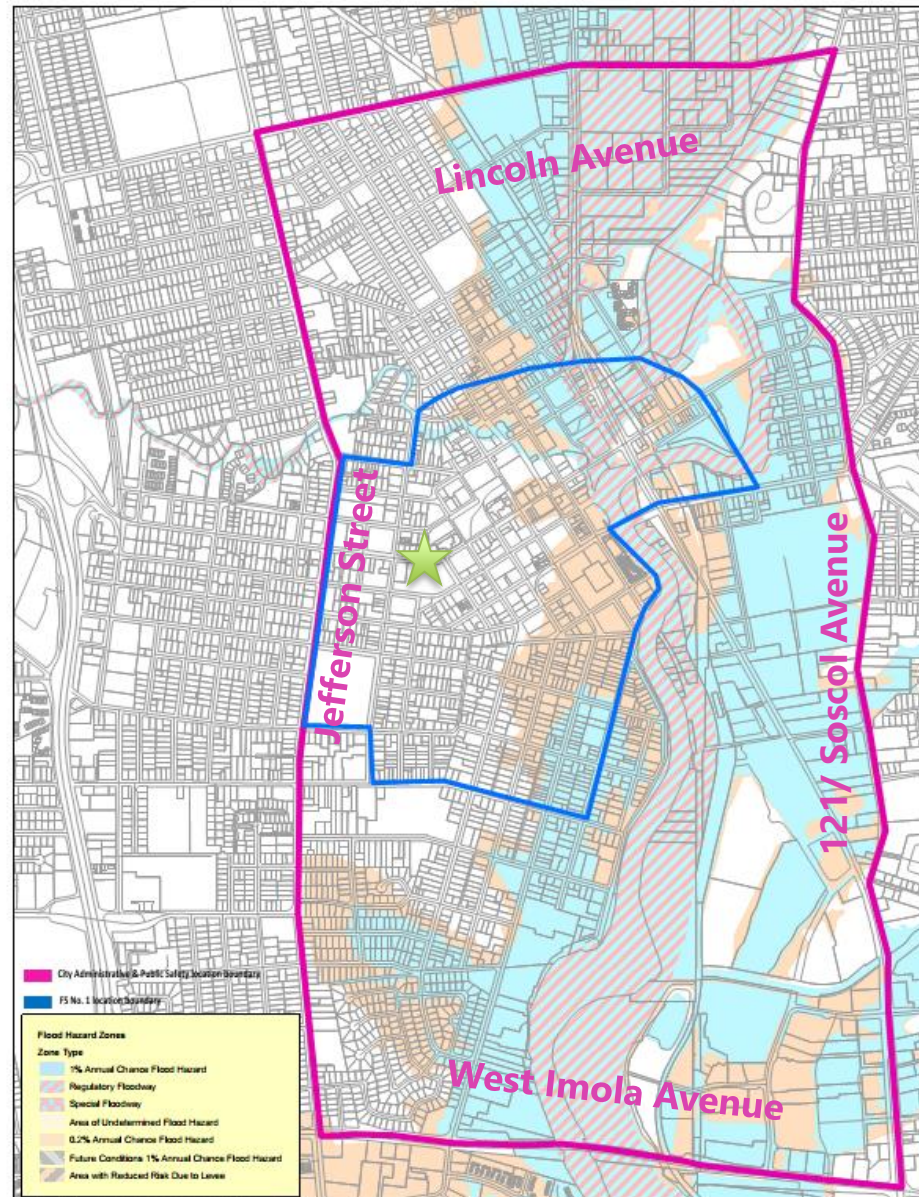 Lincoln Avenue
Jefferson Street
121/ Soscol Avenue
West Imola Avenue
City Administrative & Public Safety location boundary
FS No. 1 location boundary
Flood Hazard Zones
Zone Type
1% Annual Chance Flood Hazard
Regulatory Floodway
Special Floodway
Area of Undetermined Flood Hazard
0.2% Annual Chance Flood Hazard
Future Conditions 1% Annual Chance Flood Hazard
Area with Reduced Risk Due to Levee